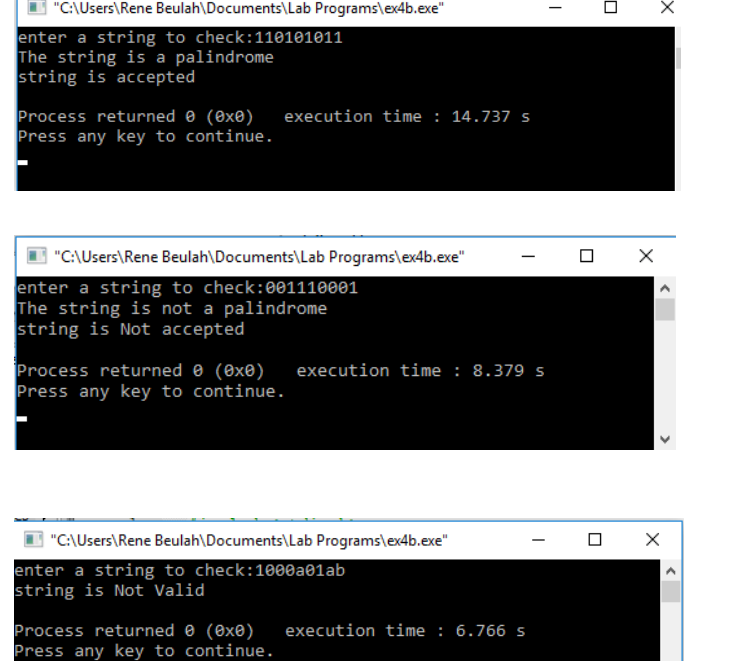 "C:\Users\Rene Beulah\Documents\Lab Programs\ex4b.exe"
enter a string to check:110101011
The string is a palindrome
string is accepted
Process returned 0 (0x0)   execution time : 14.737 s
Press any key to continue.
"C:\Users\Rene Beulah\Documents\Lab Programs\ex4b.exe"
enter a string to check:001110001
The string is not a palindrome
string is Not accepted
Process returned 0 (0x0)   execution time : 8.379 s
Press any key to continue.
"C:\Users\Rene Beulah\Documents\Lab Programs\ex4b.exe"
enter a string to check:1000a01ab
string is Not Valid
Process returned 0 (0x0)   execution time : 6.766 s
Press any key to continue.